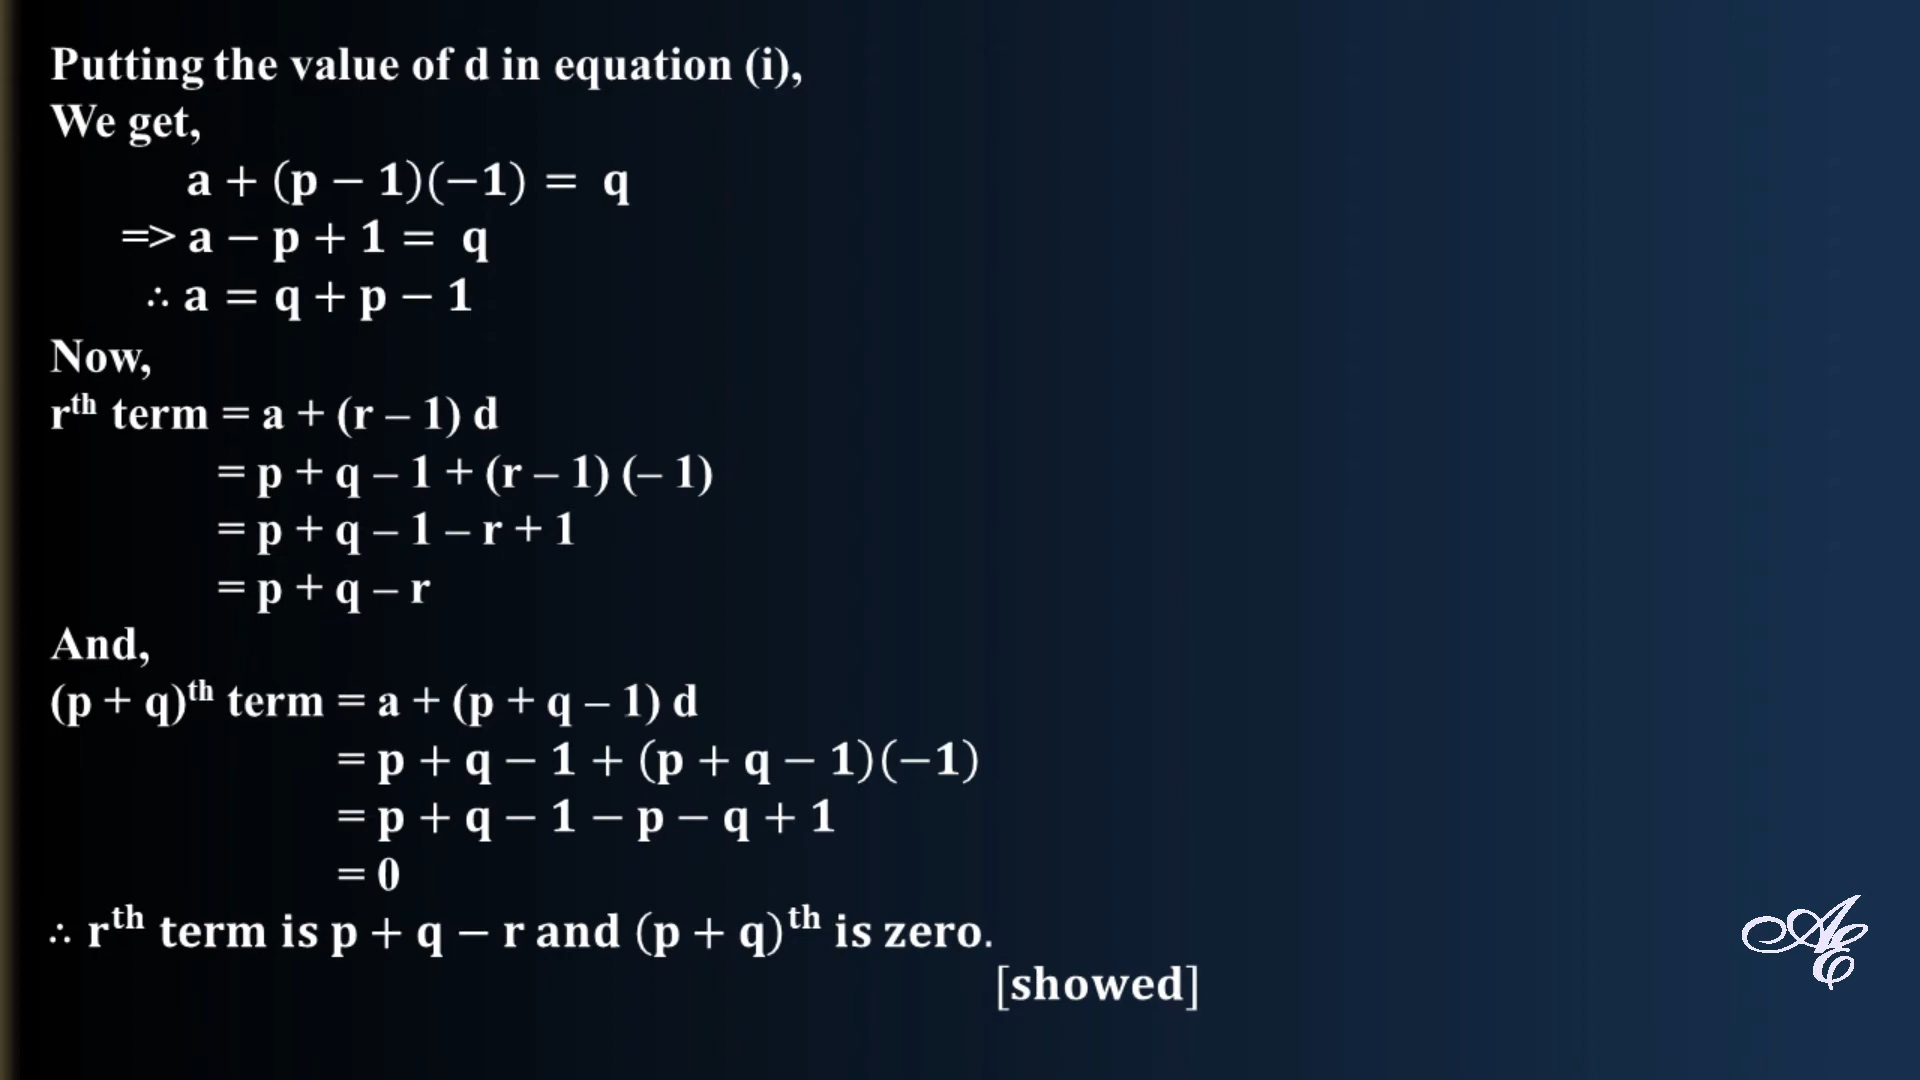 Putting the value of d in equation (i),
We get,
a + (p − 1)(−1) = q
=> a − p + 1 = q
∴ a = q + p − 1
Now,
rᵗʰ term = a + (r – 1) d
= p + q – 1 + (r – 1) (– 1)
= p + q – 1 – r + 1
= p + q – r
And,
(p + q)ᵗʰ term = a + (p + q – 1) d
= p + q − 1 + (p + q − 1)(−1)
= p + q − 1 − p − q + 1
= 0
∴ rᵗʰ term is p + q − r and (p + q)ᵗʰ is zero.
[showed]